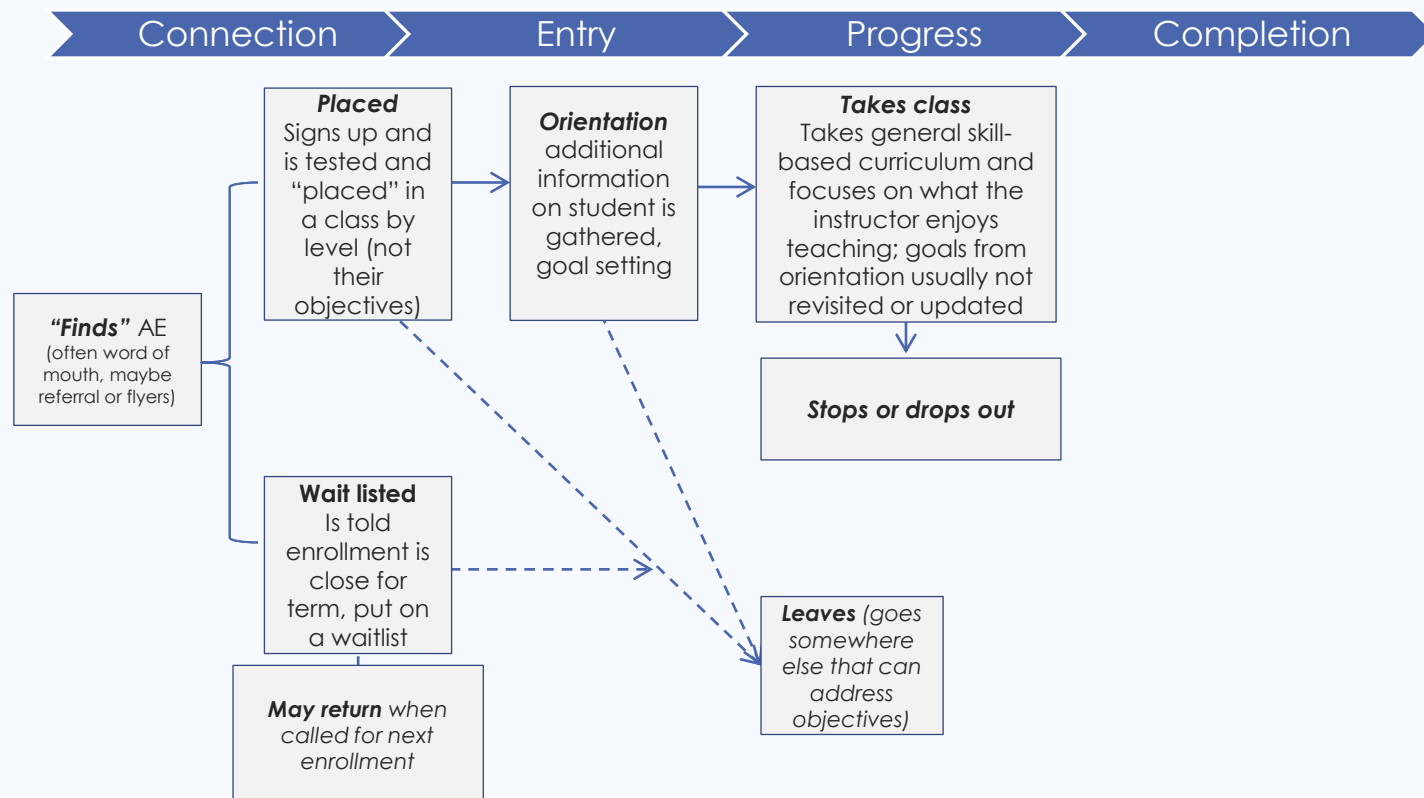 Connection
Entry
Progress
Completion
"Finds" AE
(often word of
mouth, maybe
referral or flyers)
Placed
Signs up and
is tested and
“placed” in
a class by
level (not
their
objectives)
Orientation
additional
information
on student is
gathered,
goal setting
Takes class
Takes general skill-
based curriculum and
focuses on what the
instructor enjoys
teaching; goals from
orientation usually not
revisited or updated
Stops or drops out
Wait listed
Is told
enrollment is
close for
term, put on
a waitlist
May return when
called for next
enrollment
Leaves (goes
somewhere
else that can
address
objectives)